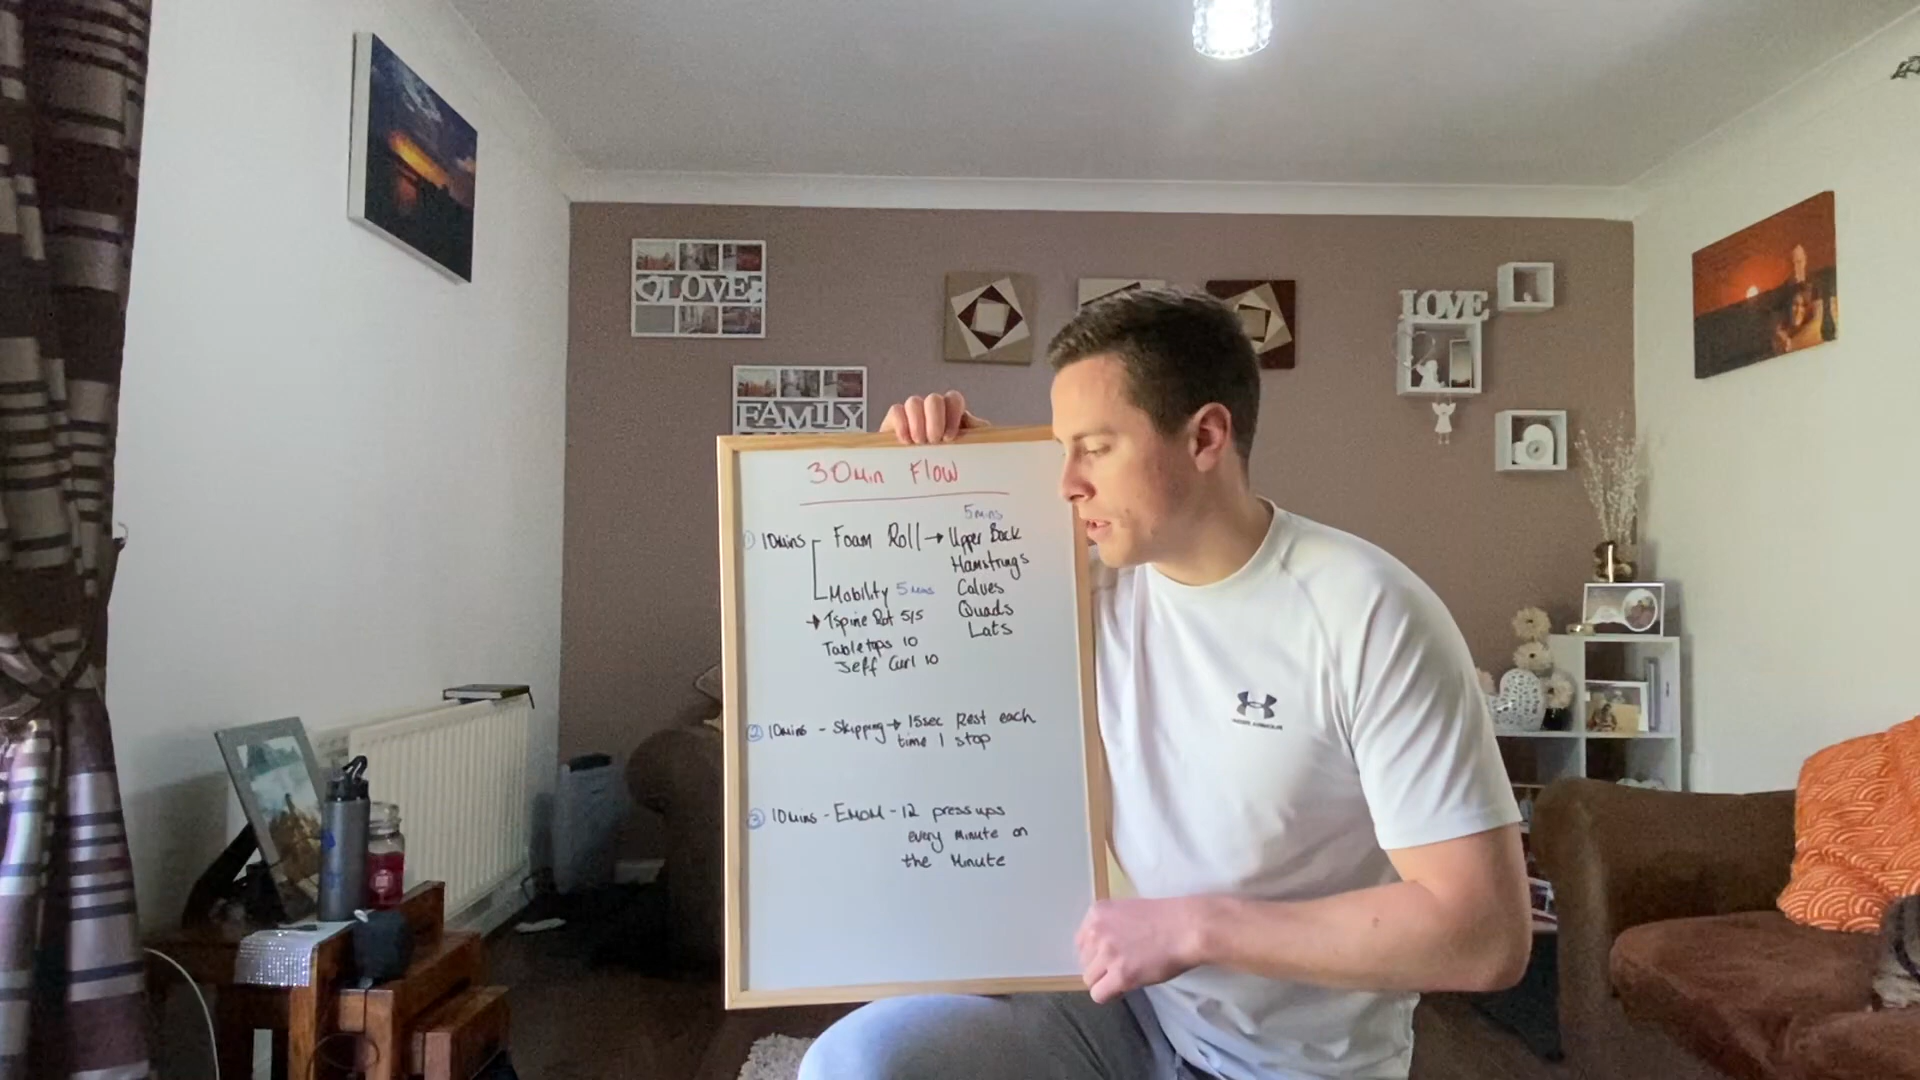 LOVE
FAMILY
LOVE
30min Flow
5mins
① 10mins Foam Roll → Upper Back
Hamstrings
Mobility 5mins Calves
→ Tspine Rot 5/5 Quads
Lats
Tabletops 10
Jeff Curl 10
② 10mins - Skipping → 15sec Rest each
time I stop
③ 10mins - EMOM - 12 press ups
every minute on
the Minute
UNDER ARMOUR